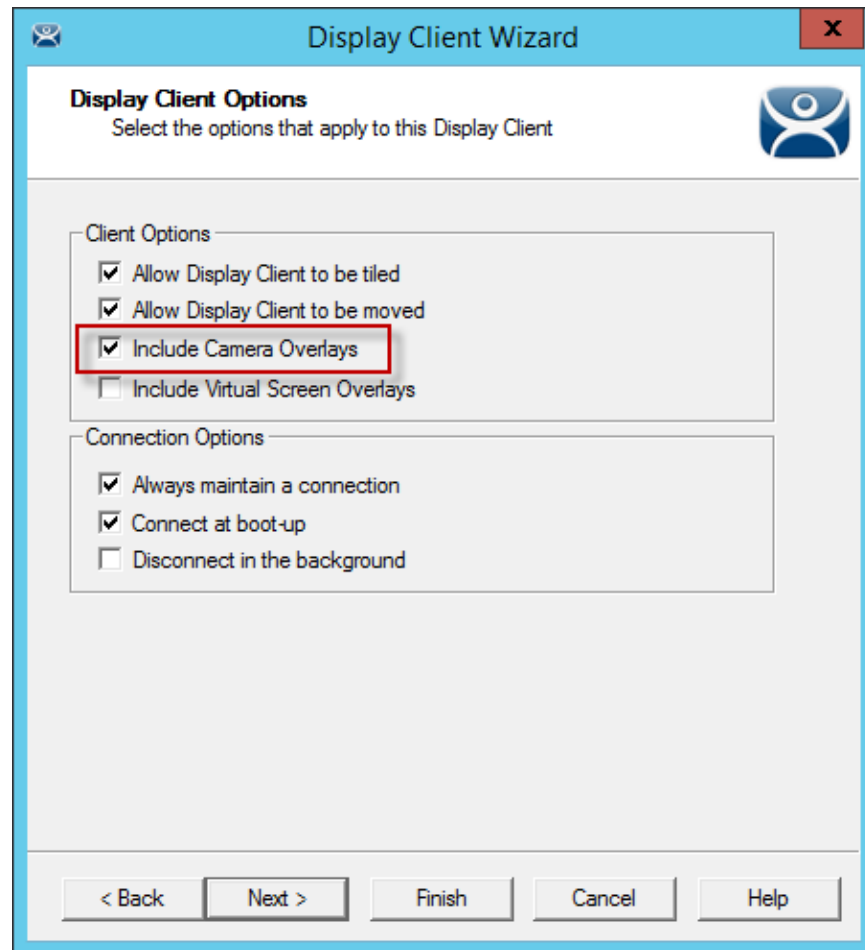 Display Client Wizard
x
Display Client Options
Select the options that apply to this Display Client
Client Options
Allow Display Client to be tiled
Allow Display Client to be moved
Include Camera Overlays
Include Virtual Screen Overlays
Connection Options
Always maintain a connection
Connect at boot-up
Disconnect in the background
< Back Next > Finish Cancel Help